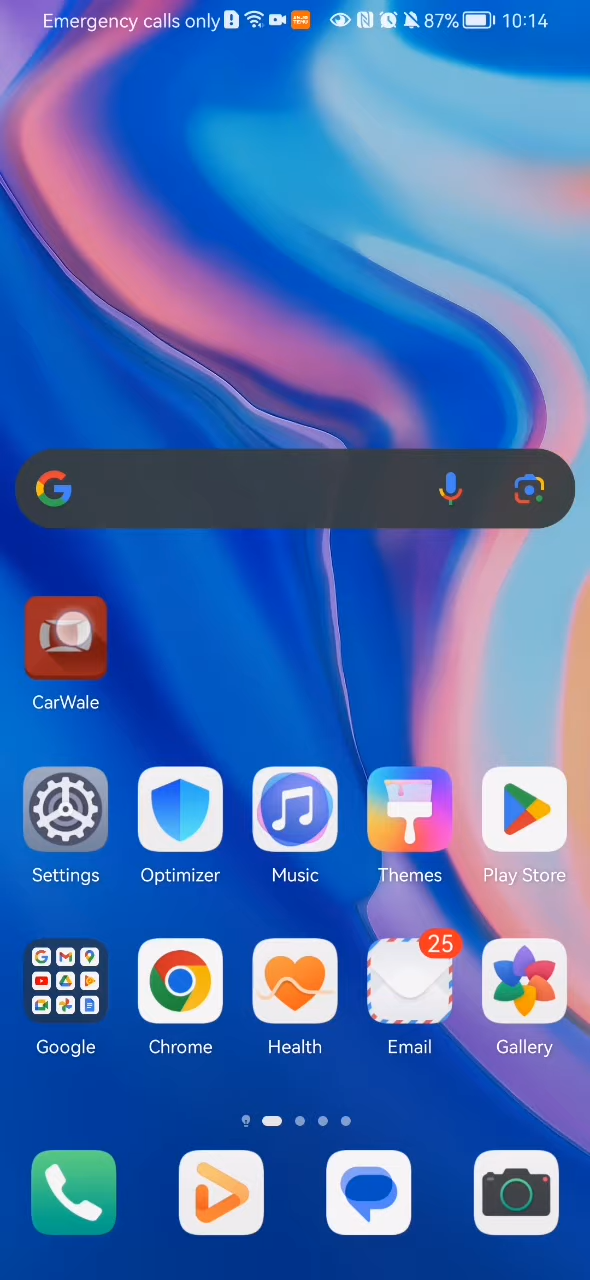 Emergency calls only 87% 10:14
CarWale
Settings Optimizer Music Themes Play Store
25
Google Chrome Health Email Gallery